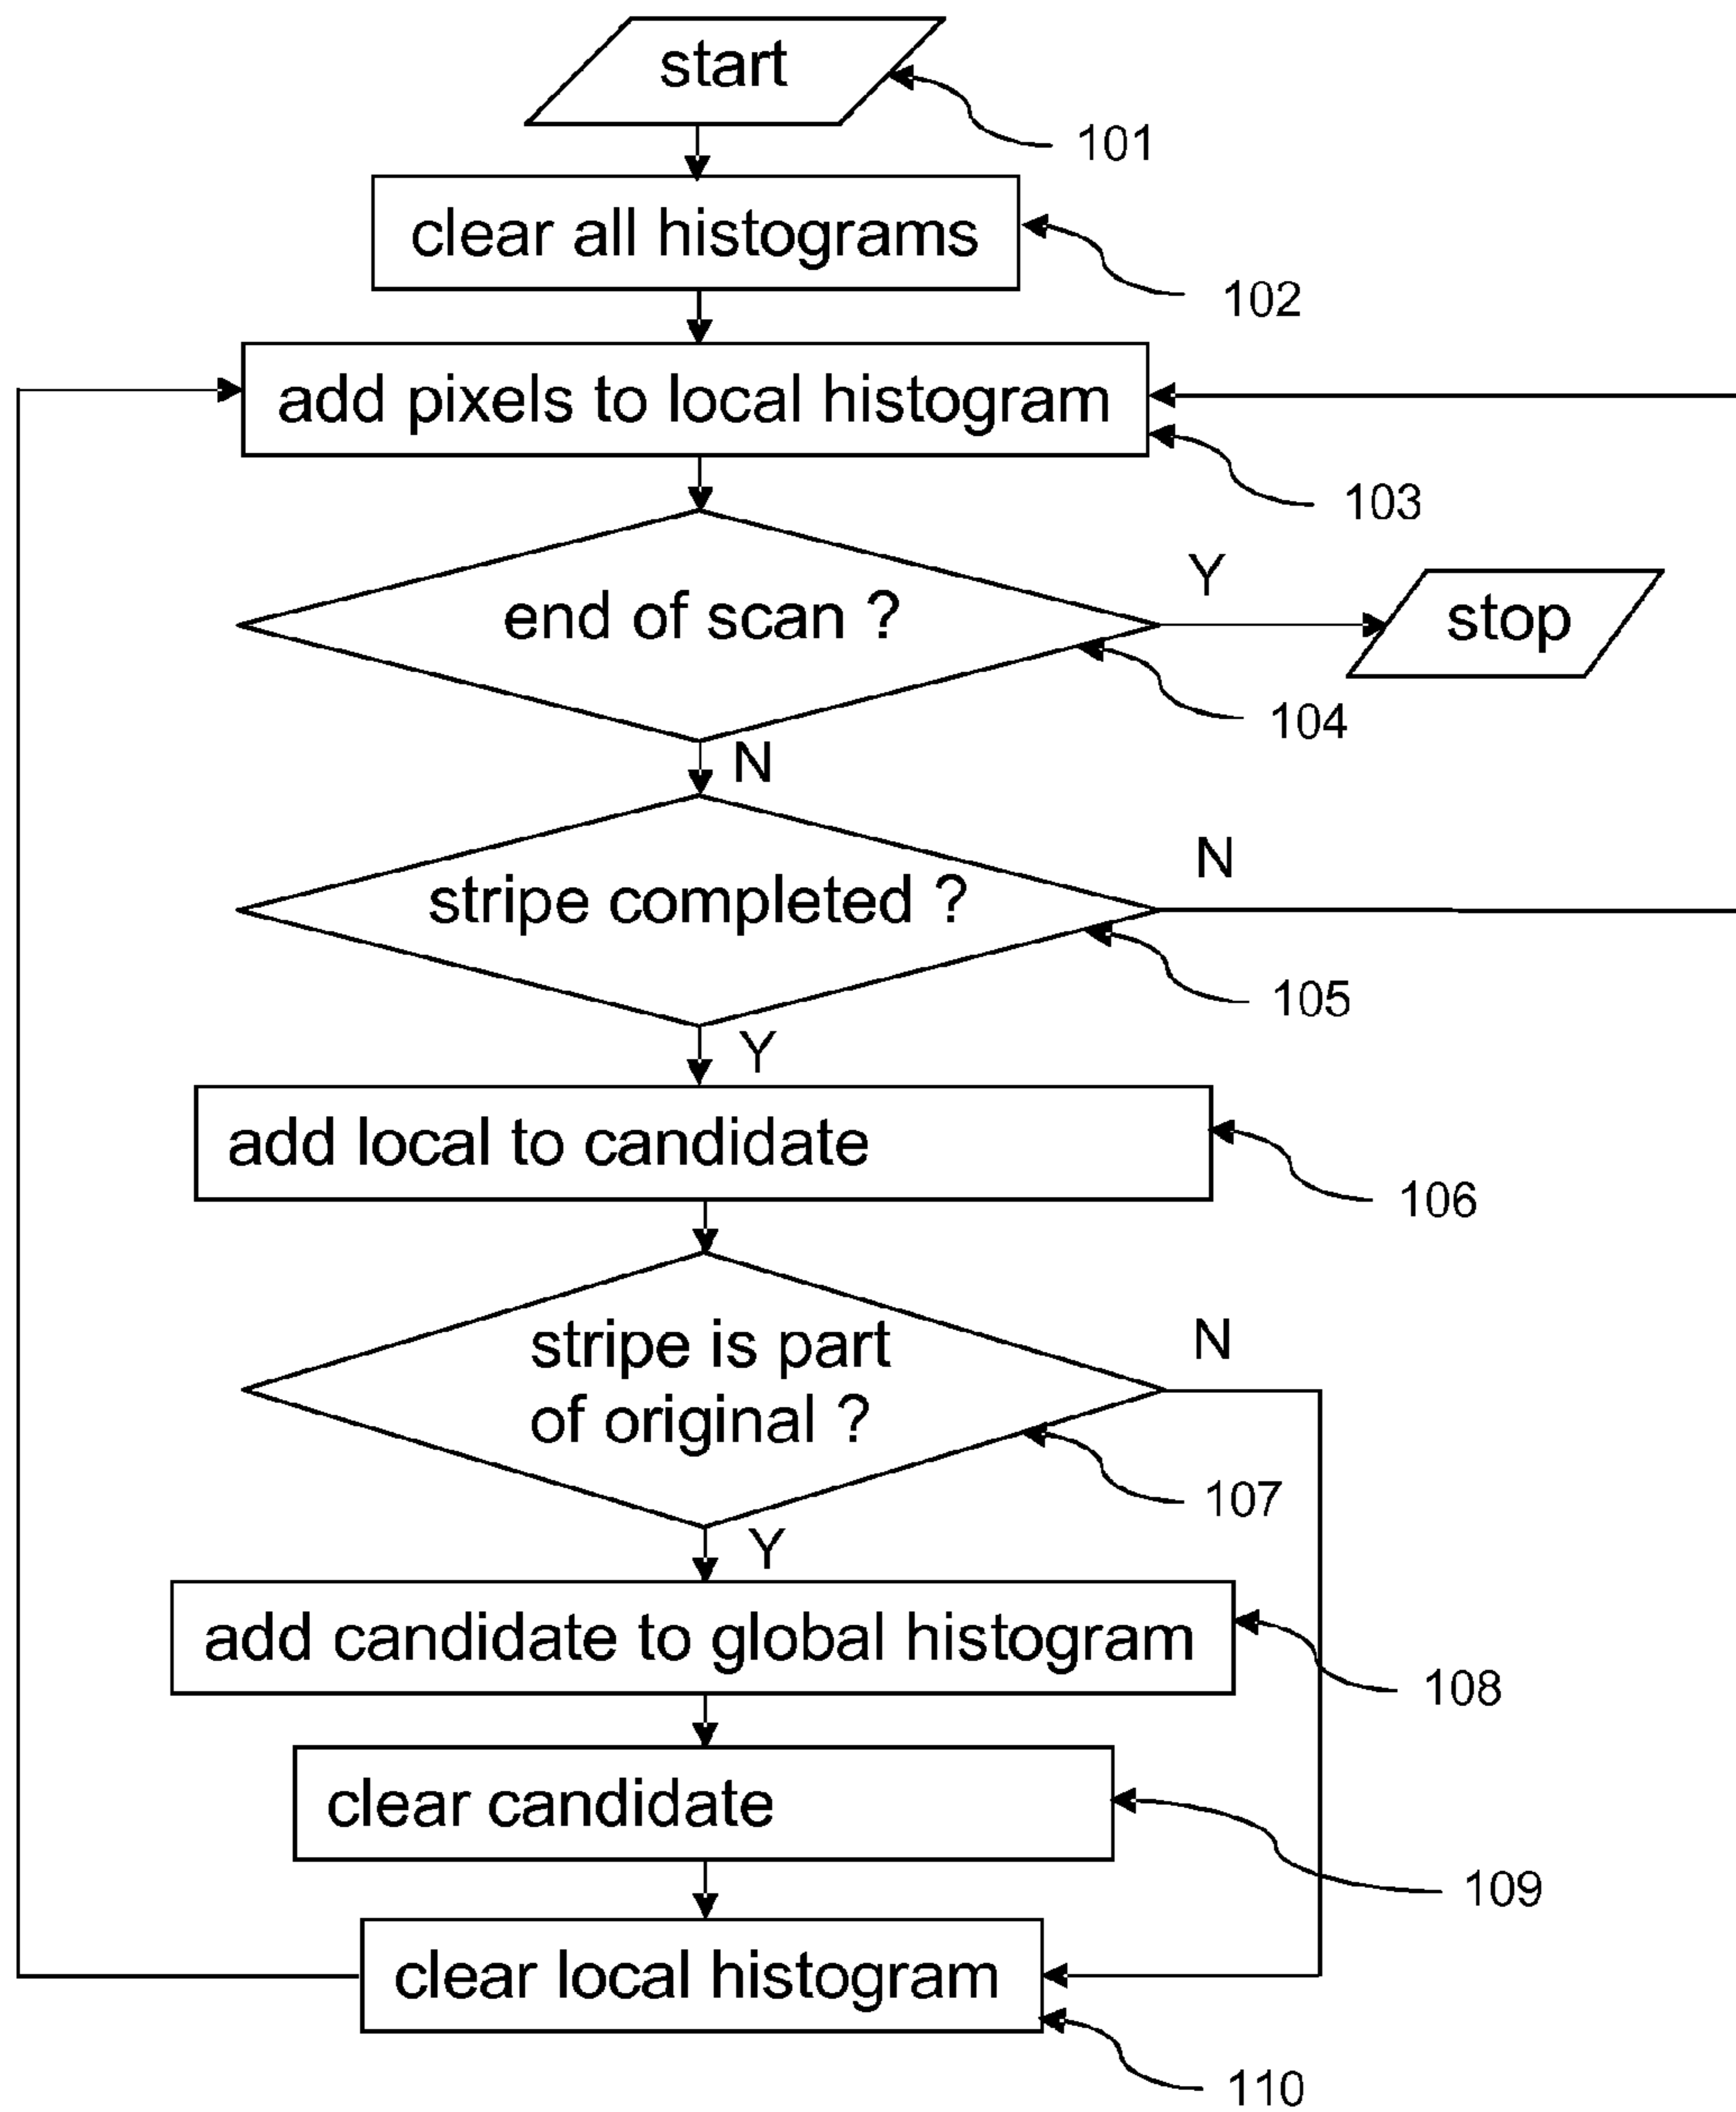 start
101
clear all histograms
102
add pixels to local histogram
103
end of scan ?
Y
stop
104
N
stripe completed ?
N
105
Y
add local to candidate
106
stripe is part
of original ?
N
107
Y
add candidate to global histogram
108
clear candidate
109
clear local histogram
110